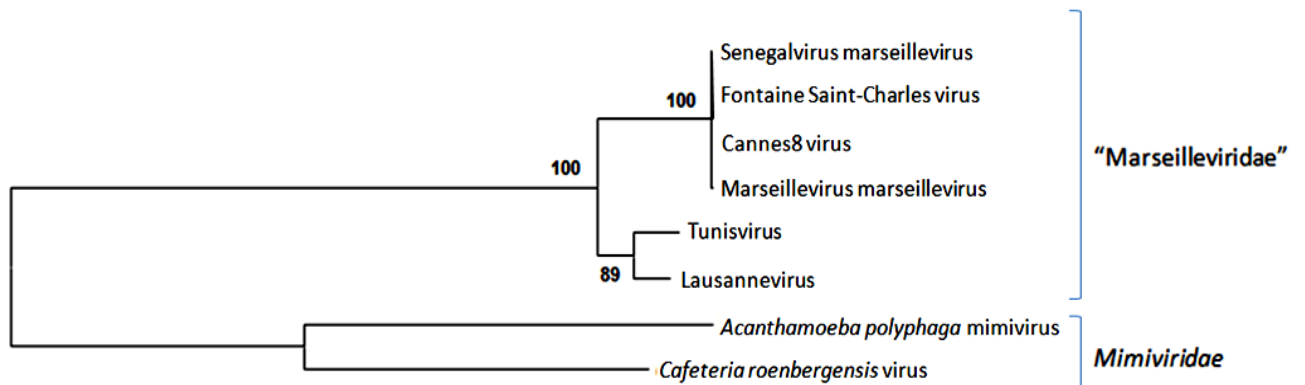 Senegalvirus marseillevirus
100
Fontaine Saint-Charles virus
Cannes8 virus
"Marseilleviridae"
100
Marseillevirus marseillevirus
Tunisvirus
89
Lausannevirus
Acanthamoeba polyphaga mimivirus
Mimiviridae
Cafeteria roenbergensis virus